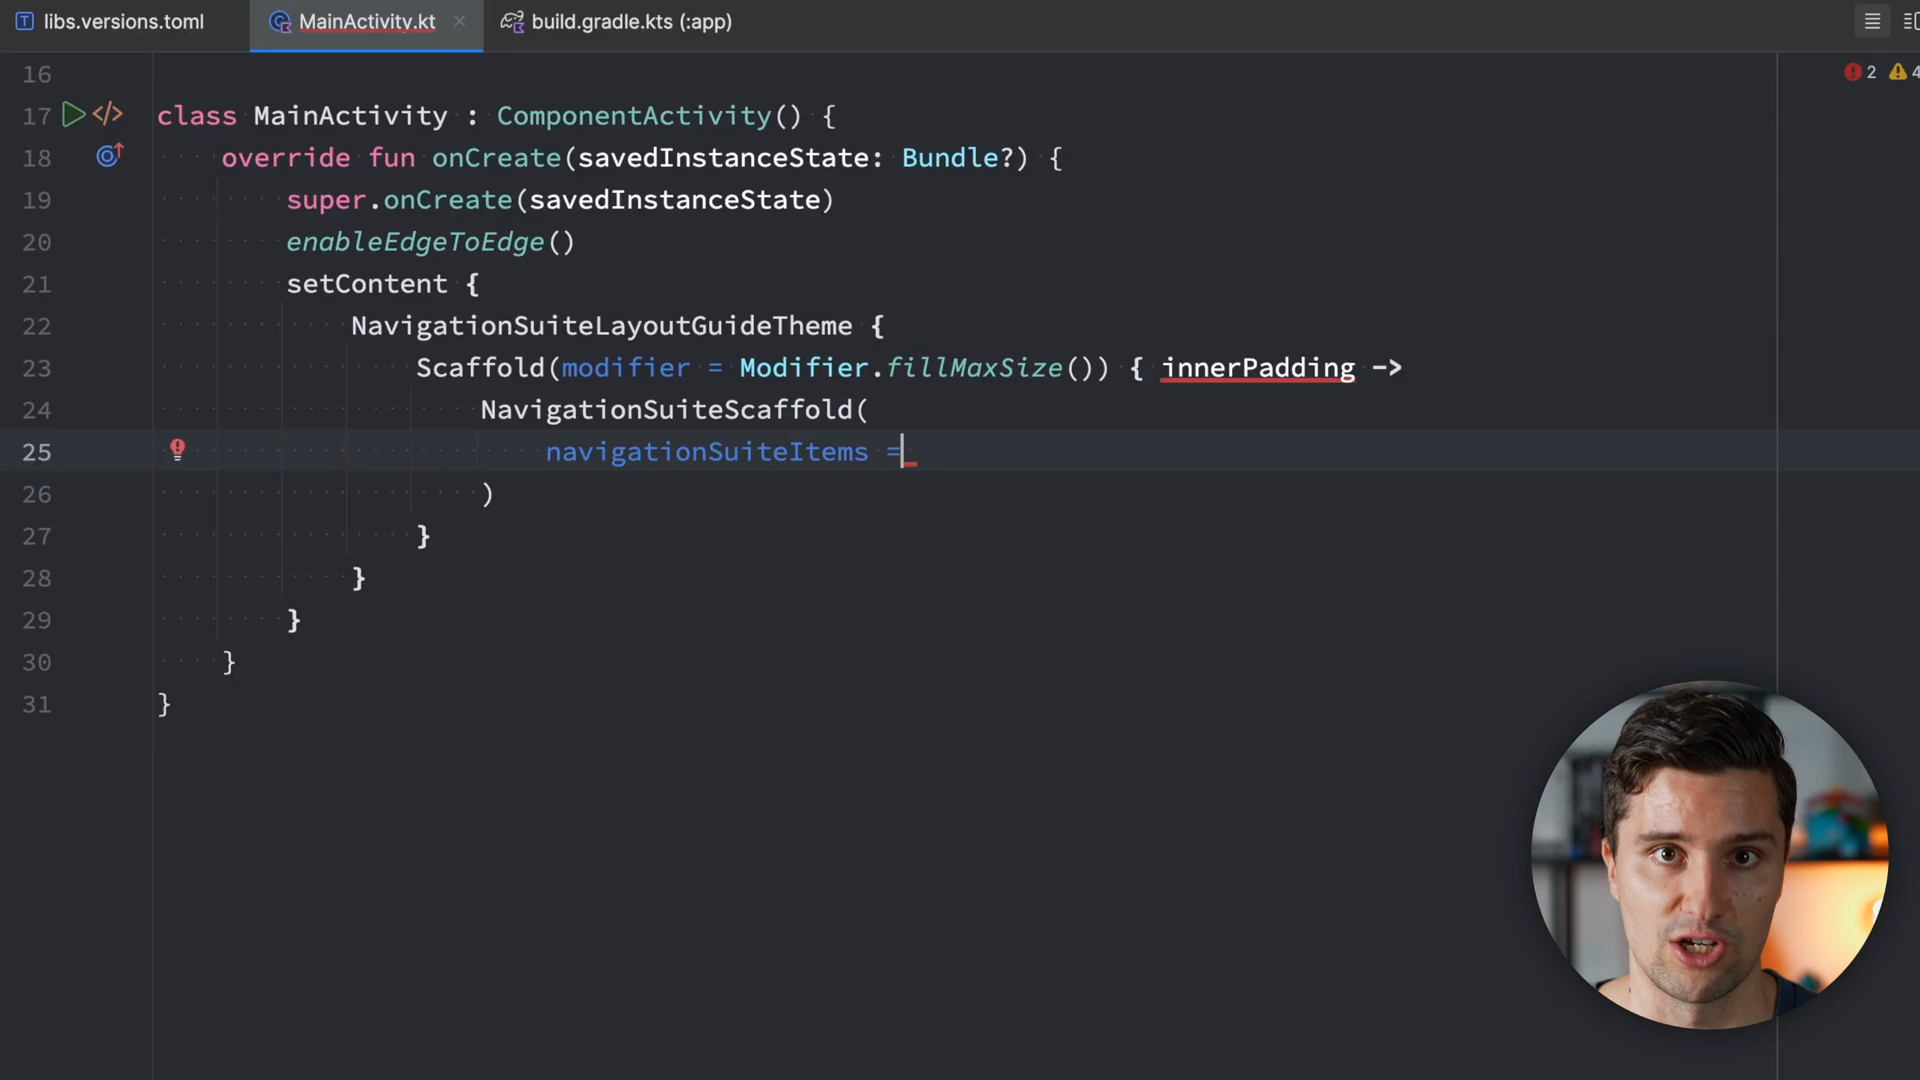 libs.versions.toml MainActivity.kt build.gradle.kts (:app)
2 4
16
17 class MainActivity : ComponentActivity() {
18 override fun onCreate(savedInstanceState: Bundle?) {
19 super.onCreate(savedInstanceState)
20 enableEdgeToEdge()
21 setContent {
22 NavigationSuiteLayoutGuideTheme {
23 Scaffold(modifier = Modifier.fillMaxSize()) { innerPadding ->
24 NavigationSuiteScaffold(
25 navigationSuiteItems =
26 )
27 }
28 }
29 }
30 }
31 }